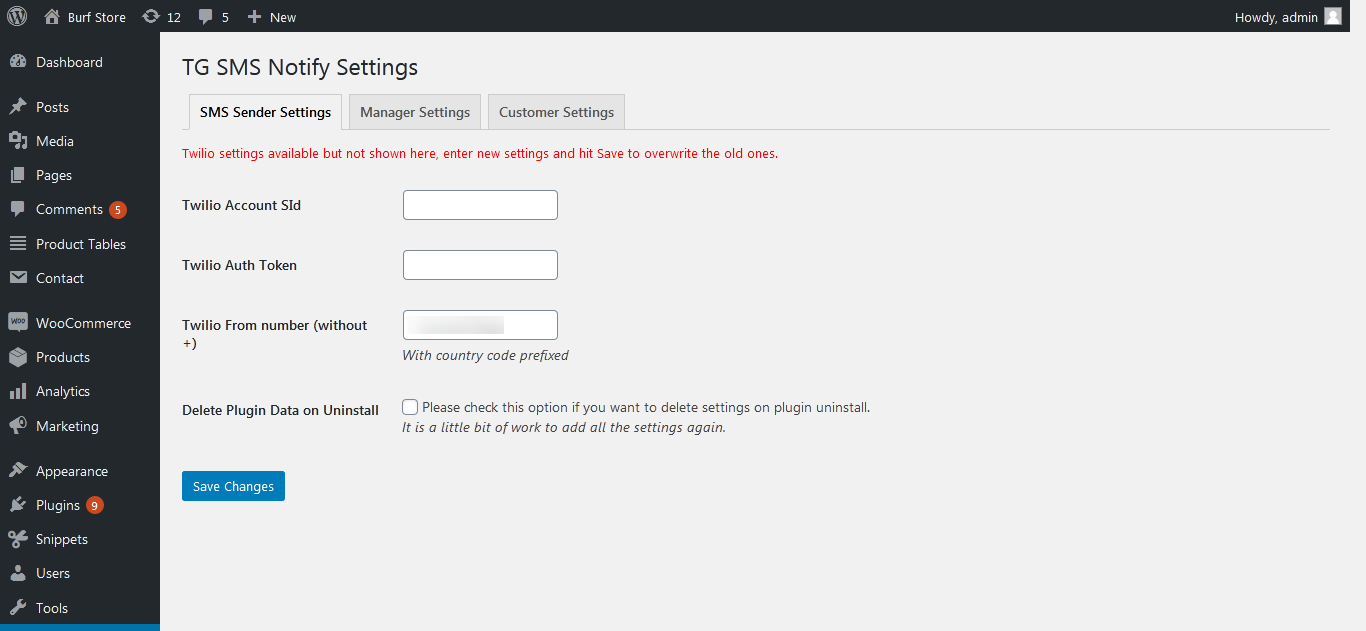 Burf Store 12 5 New Howdy, admin
Dashboard
Posts
Media
Pages
Comments 5
Product Tables
Contact
WOO WooCommerce
Products
Analytics
Marketing
Appearance
Plugins 9
Snippets
Users
Tools
TG SMS Notify Settings
SMS Sender Settings Manager Settings Customer Settings
Twilio settings available but not shown here, enter new settings and hit Save to overwrite the old ones.
Twilio Account SId
Twilio Auth Token
Twilio From number (without
+)
With country code prefixed
Delete Plugin Data on Uninstall Please check this option if you want to delete settings on plugin uninstall.
It is a little bit of work to add all the settings again.
Save Changes